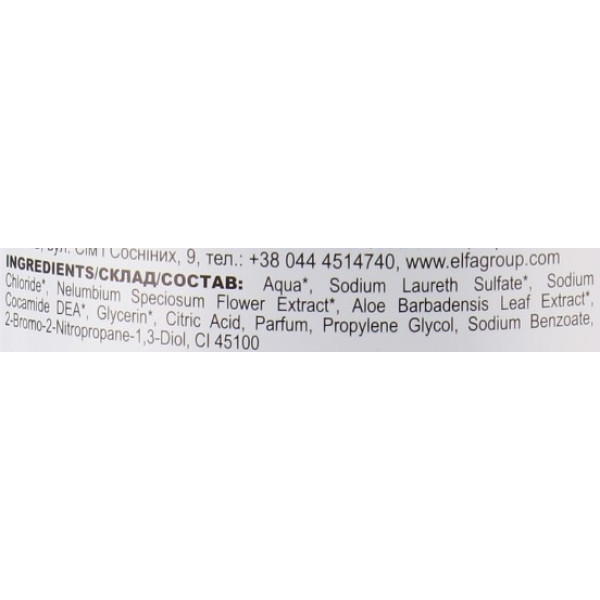 вул. Сім'ї Сосніних, 9, тел.: +38 044 4514740, www.elfagroup.com
INGREDIENTS/СКЛАД/СОСТАВ: Aqua*, Sodium Laureth Sulfate*, Sodium
Chloride*, Nelumbium Speciosum Flower Extract*, Aloe Barbadensis Leaf Extract*,
Cocamide DEA*, Glycerin*, Citric Acid, Parfum, Propylene Glycol, Sodium Benzoate,
2-Bromo-2-Nitropropane-1,3-Diol, CI 45100